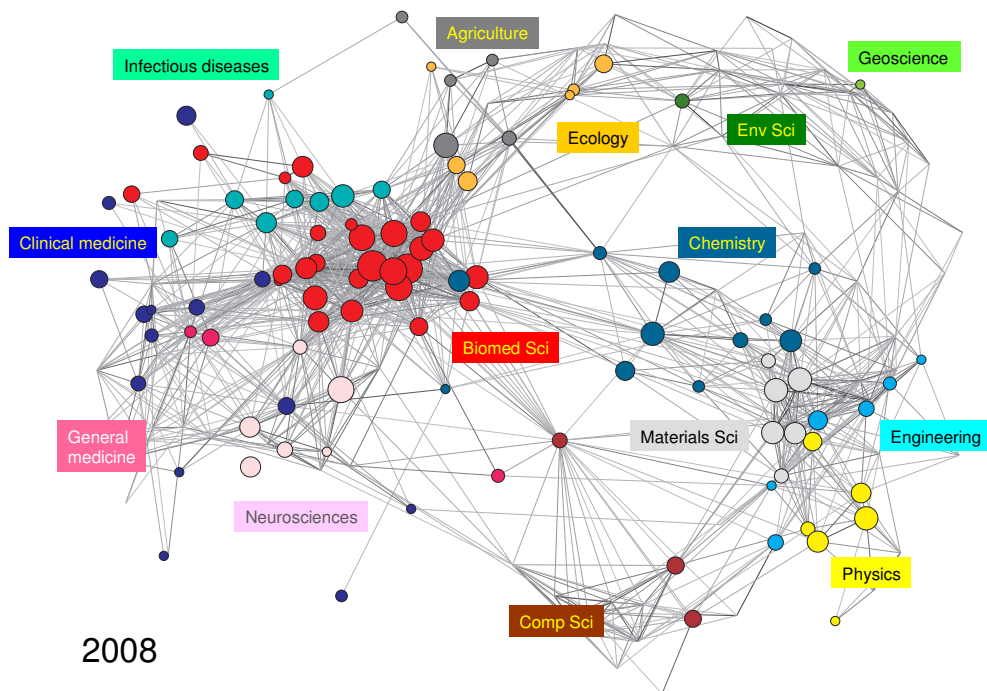 Agriculture
Infectious diseases
Geoscience
Ecology
Env Sci
Clinical medicine
Chemistry
Biomed Sci
General
medicine
Materials Sci
Engineering
Neurosciences
Physics
Comp Sci
2008